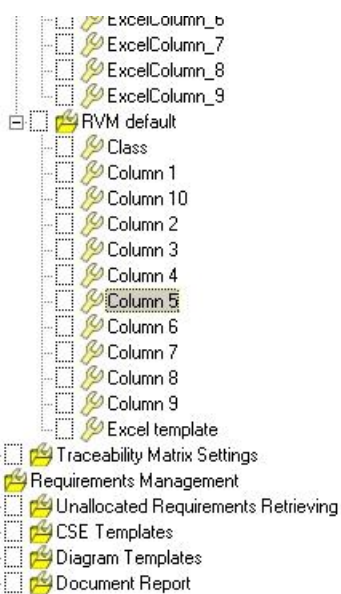 ExcelColumn_6
ExcelColumn_7
ExcelColumn_8
ExcelColumn_9
RVM default
Class
Column 1
Column 10
Column 2
Column 3
Column 4
Column 5
Column 6
Column 7
Column 8
Column 9
Excel template
Traceability Matrix Settings
Requirements Management
Unallocated Requirements Retrieving
CSE Templates
Diagram Templates
Document Report